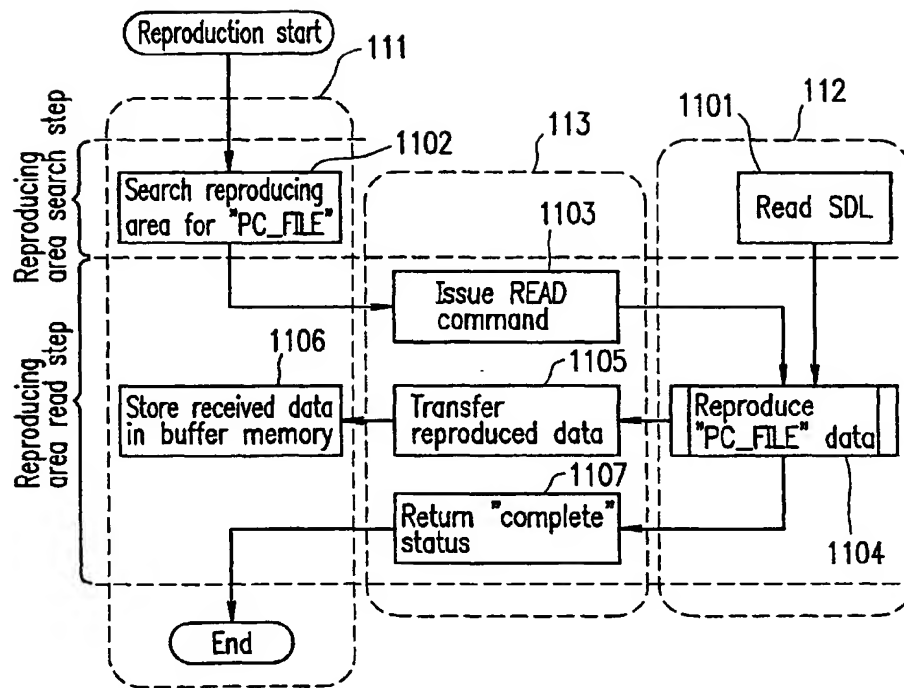 Reproduction start
111
1101
112
1102
113
Reproducing
area search step
Search reproducing
area for "PC_FILE"
1103
Read SDL
Issue READ
command
1106
1105
Reproducing
area read step
Store received data
in buffer memory
Transfer
reproduced data
Reproduce
"PC_FILE" data
1107
Return "complete"
status
1104
End